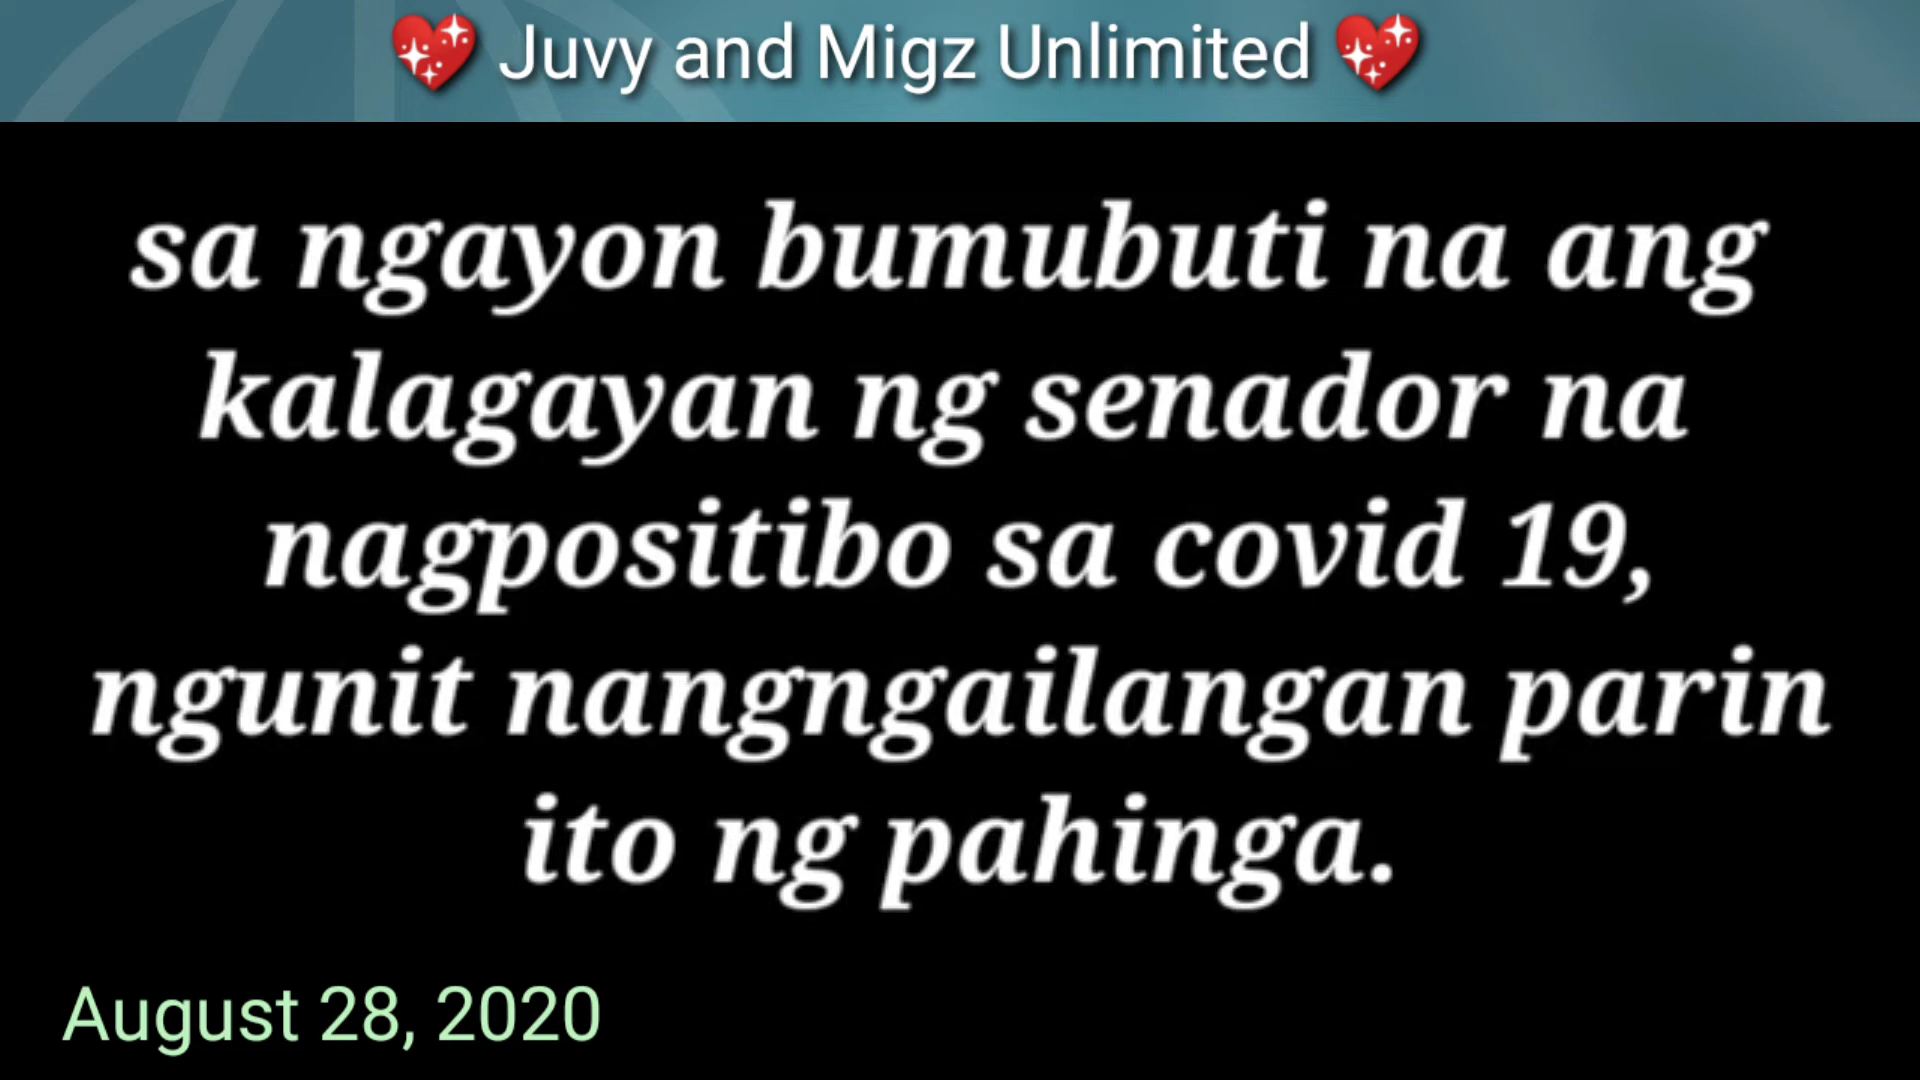 💖 Juvy and Migz Unlimited 💖
sa ngayon bumubuti na ang
kalagayan ng senador na
nagpositibo sa covid 19,
ngunit nangngailangan parin
ito ng pahinga.
August 28, 2020